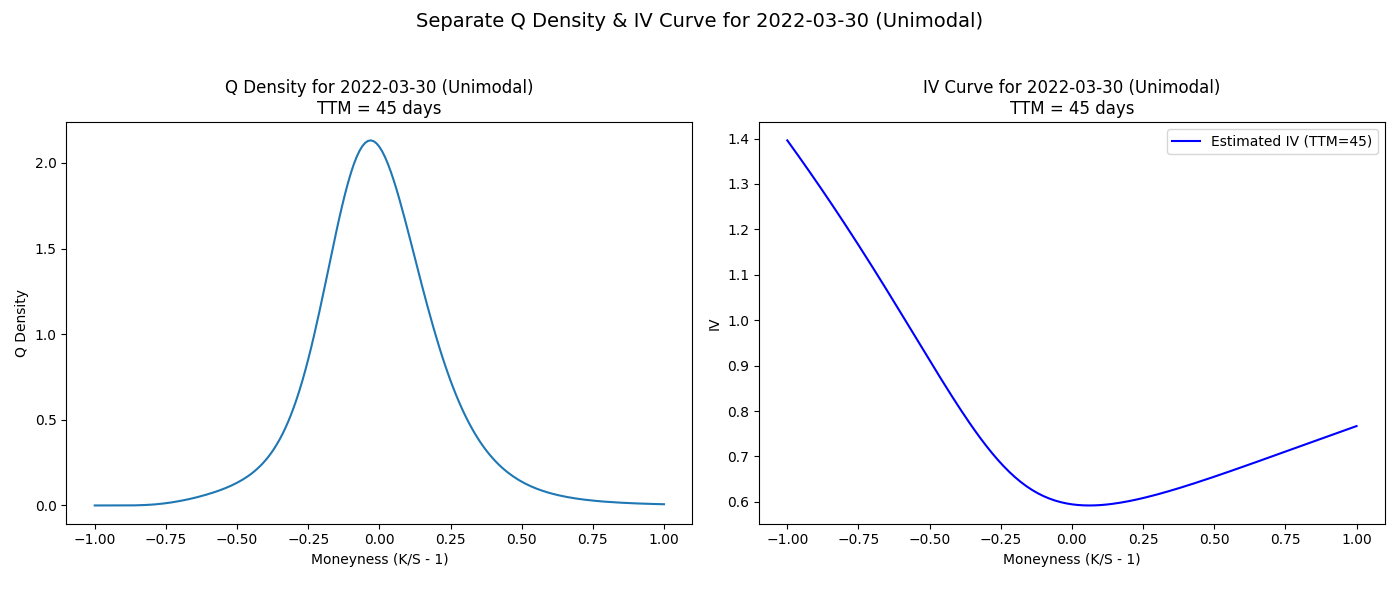 Separate Q Density & IV Curve for 2022-03-30 (Unimodal)
Q Density for 2022-03-30 (Unimodal)
TTM = 45 days
Q Density
2.0
1.5
1.0
0.5
0.0
−1.00 −0.75 −0.50 −0.25 0.00 0.25 0.50 0.75 1.00
Moneyness (K/S - 1)
IV Curve for 2022-03-30 (Unimodal)
TTM = 45 days
Estimated IV (TTM=45)
IV
1.4
1.3
1.2
1.1
1.0
0.9
0.8
0.7
0.6
−1.00 −0.75 −0.50 −0.25 0.00 0.25 0.50 0.75 1.00
Moneyness (K/S - 1)